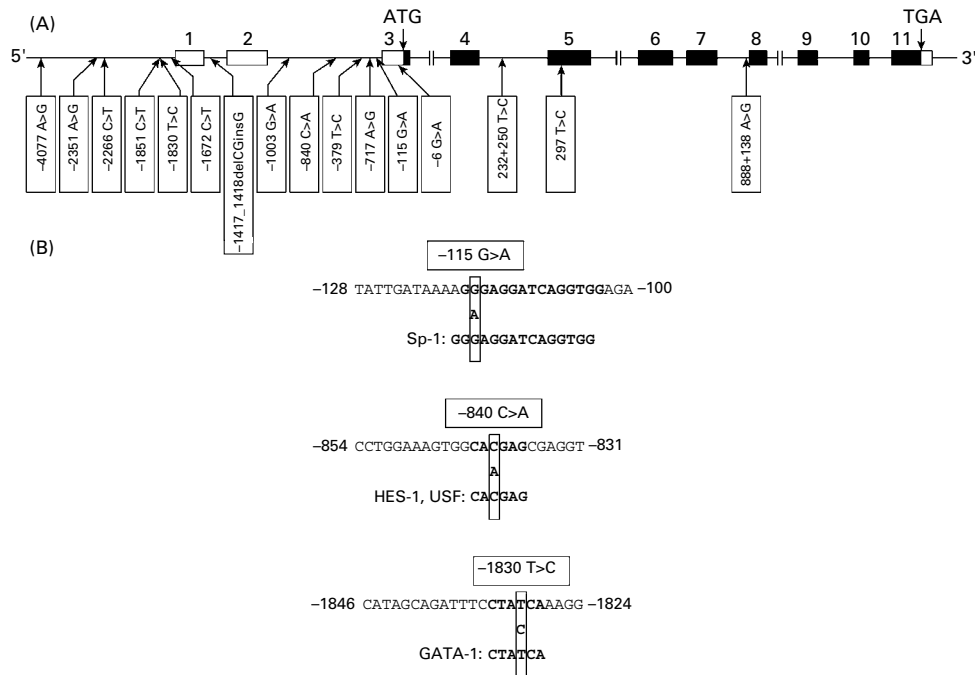 (A)
ATG
TGA
1 2 3 4 5 6 7 8 9 10 11
5'
3'
–4077 A>G
–2351 A>G
–2266 C>T
–1851 C>T
–1830 T>C
–1672 C>T
–1417_1418delCGinsG
–1003 G>A
–840 C>A
–379 T>C
–717 A>G
–115 G>A
–6 G>A
232+250 T>C
297 T>C
888+138 A>G
(B)
–115 G>A
–128 TATTGATAAAAGGGAGGATCAGGTGGAGA –100
A
Sp-1: GGGAGGATCAGGTGG
–840 C>A
–854 CCTGGAAAGTGGCACGAGCGAGGT –831
A
HES-1, USF: CACGAG
–1830 T>C
–1846 CATAGCAGATTTCCTATCAAAGG –1824
C
GATA-1: CTATCA